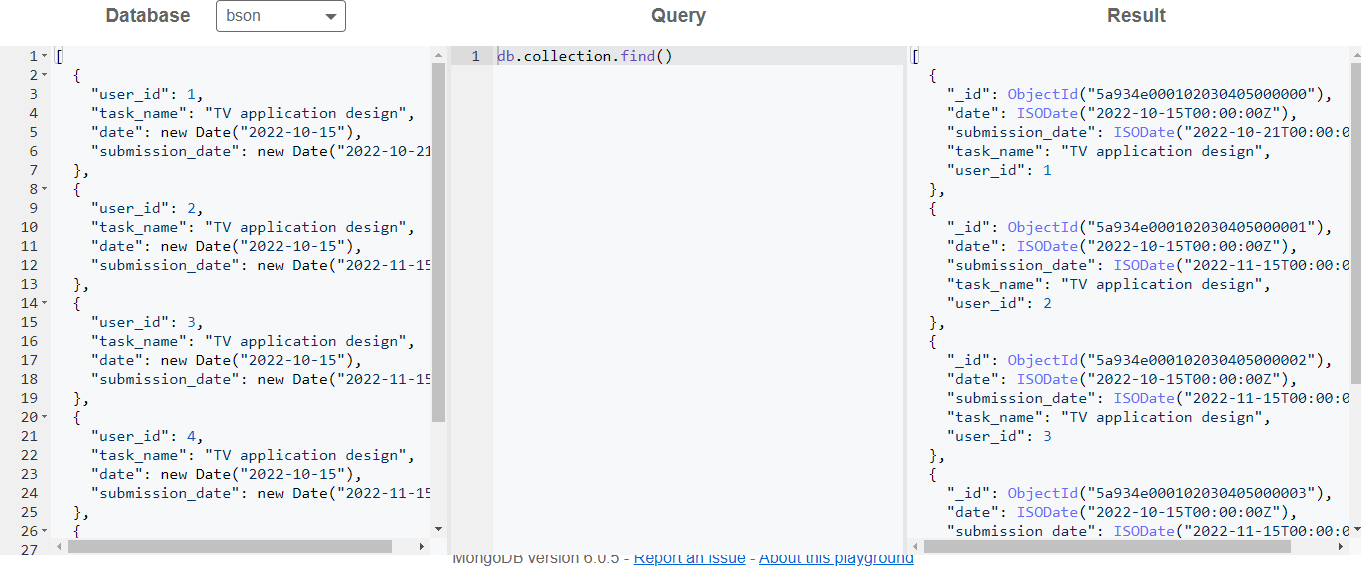 Database bson Query Result
1 [
2 {
3 "user_id": 1,
4 "task_name": "TV application design",
5 "date": new Date("2022-10-15"),
6 "submission_date": new Date("2022-10-21
7 },
8 {
9 "user_id": 2,
10 "task_name": "TV application design",
11 "date": new Date("2022-10-15"),
12 "submission_date": new Date("2022-11-15
13 },
14 {
15 "user_id": 3,
16 "task_name": "TV application design",
17 "date": new Date("2022-10-15"),
18 "submission_date": new Date("2022-11-15
19 },
20 {
21 "user_id": 4,
22 "task_name": "TV application design",
23 "date": new Date("2022-10-15"),
24 "submission_date": new Date("2022-11-15
25 },
26 {
27
1 db.collection.find()
[
{
"_id": ObjectId("5a934e000102030405000000"),
"date": ISODate("2022-10-15T00:00:00Z"),
"submission_date": ISODate("2022-10-21T00:00:0
"task_name": "TV application design",
"user_id": 1
},
{
"_id": ObjectId("5a934e000102030405000001"),
"date": ISODate("2022-10-15T00:00:00Z"),
"submission_date": ISODate("2022-11-15T00:00:0
"task_name": "TV application design",
"user_id": 2
},
{
"_id": ObjectId("5a934e000102030405000002"),
"date": ISODate("2022-10-15T00:00:00Z"),
"submission_date": ISODate("2022-11-15T00:00:0
"task_name": "TV application design",
"user_id": 3
},
{
"_id": ObjectId("5a934e000102030405000003"),
"date": ISODate("2022-10-15T00:00:00Z"),
"submission_date": ISODate("2022-11-15T00:00:0
MongoDB version 6.0.5 - Report an issue - About this playground